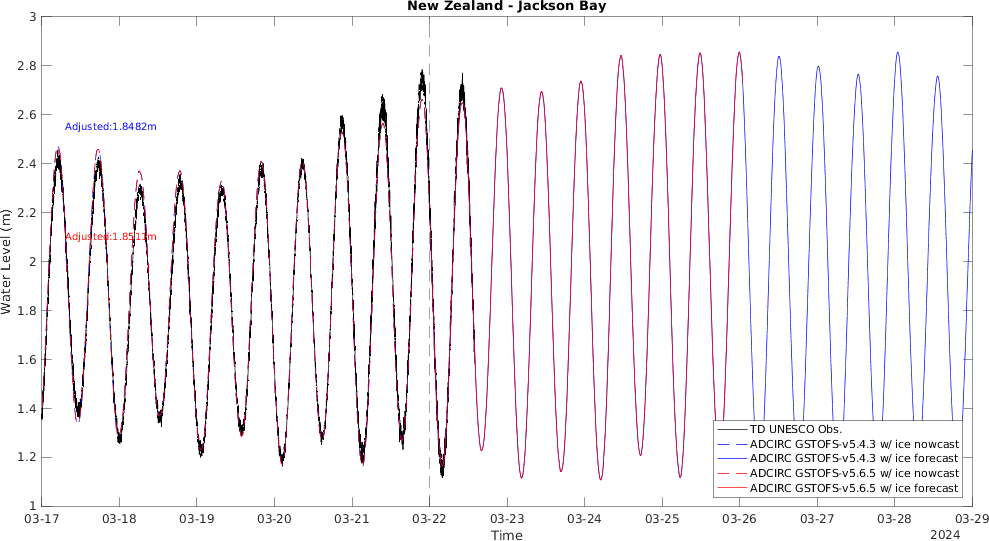 New Zealand - Jackson Bay
Water Level (m)
3
2.8
2.6
2.4
2.2
2
1.8
1.6
1.4
1.2
1
Adjusted:1.8482m
Adjusted:1.8511m
TD UNESCO Obs.
ADCIRC GSTOFS-v5.4.3 w/ ice nowcast
ADCIRC GSTOFS-v5.4.3 w/ ice forecast
ADCIRC GSTOFS-v5.6.5 w/ ice nowcast
ADCIRC GSTOFS-v5.6.5 w/ ice forecast
03-17 03-18 03-19 03-20 03-21 03-22 03-23 03-24 03-25 03-26 03-27 03-28 03-29
Time
2024